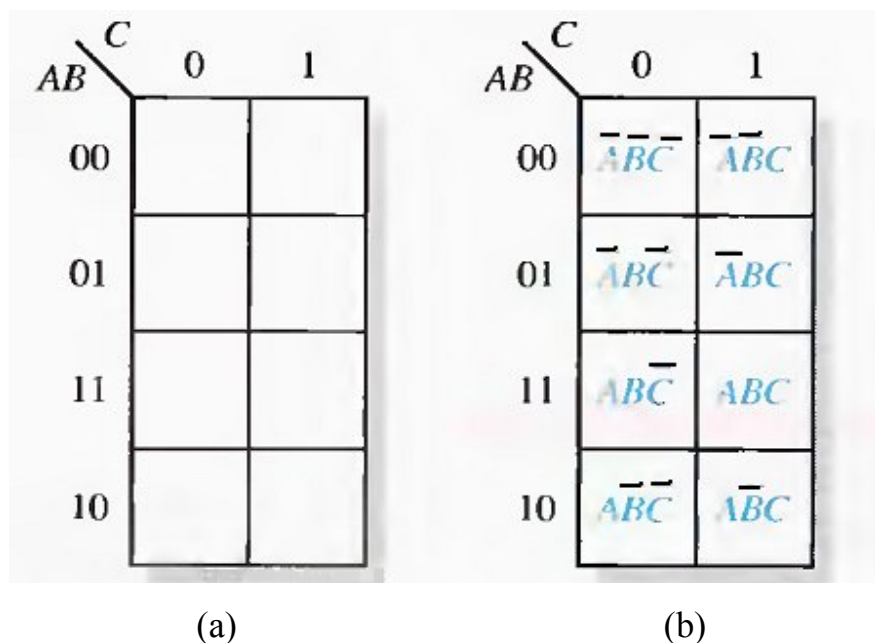 C C
AB 0 1 AB 0 1
00 00 A̅B̅C̅ A̅B̅C
01 01 A̅BC̅ A̅BC
11 11 ABC̅ ABC
10 10 AB̅C̅ AB̅C
(a) (b)